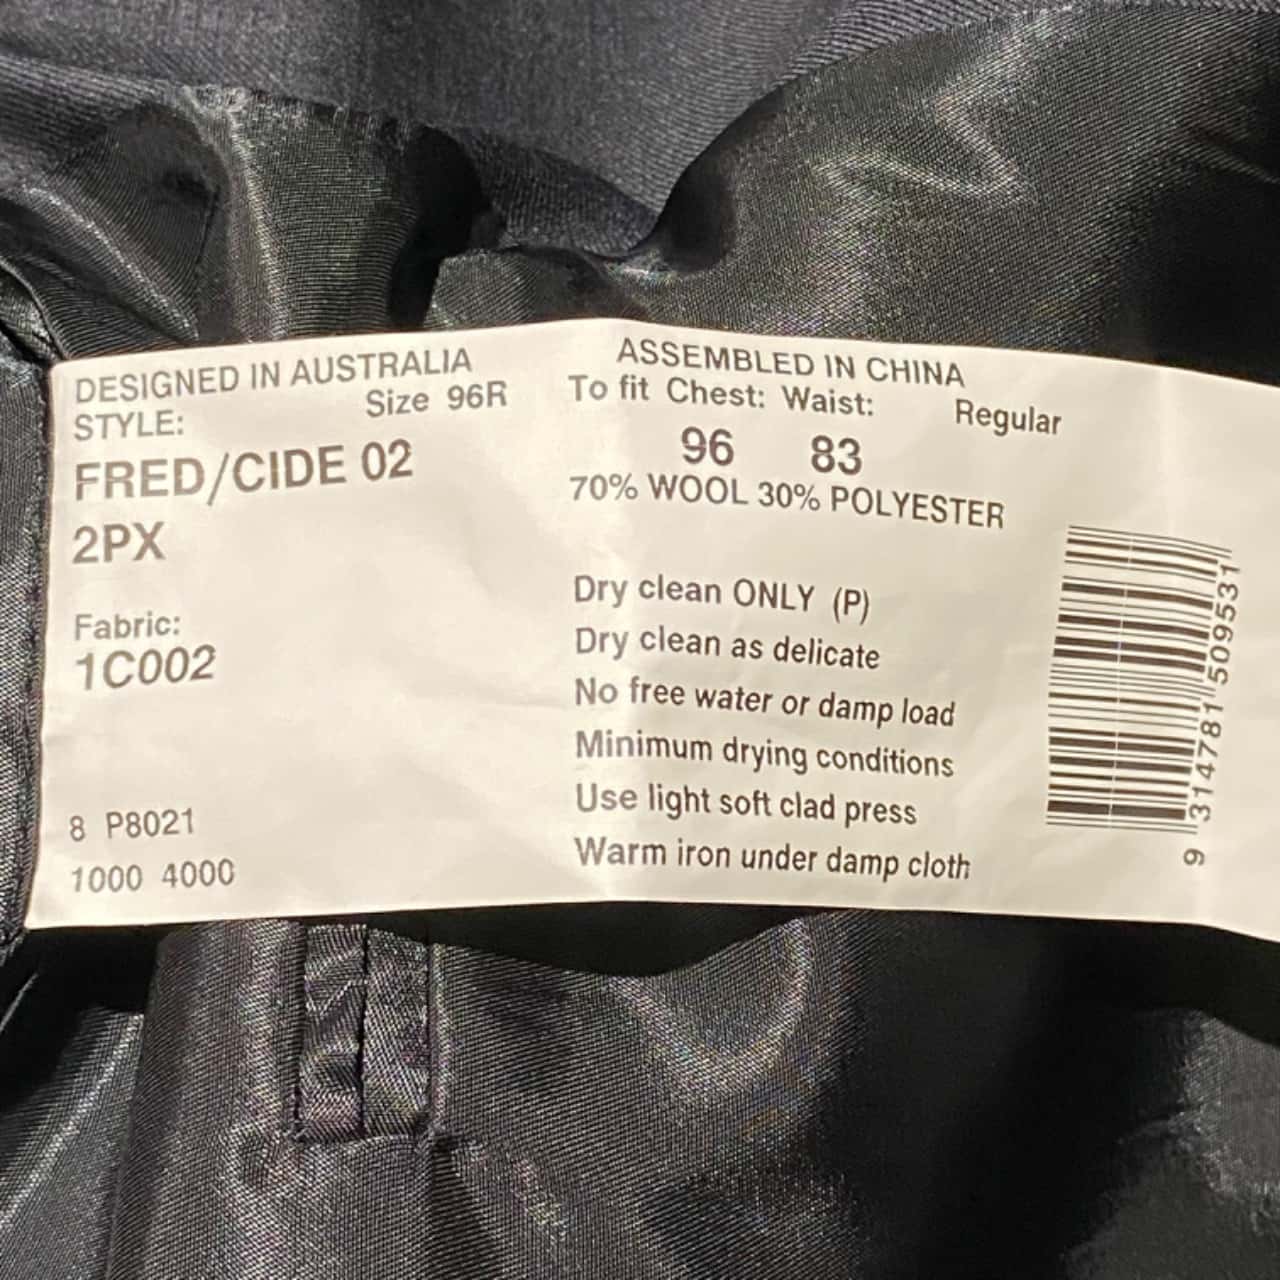 DESIGNED IN AUSTRALIA
STYLE: Size 96R
FRED/CIDE 02
2PX
Fabric:
1C002
8 P8021
1000 4000
ASSEMBLED IN CHINA
To fit Chest: Waist: Regular
96 83
70% WOOL 30% POLYESTER
Dry clean ONLY (P)
Dry clean as delicate
No free water or damp load
Minimum drying conditions
Use light soft clad press
Warm iron under damp cloth
9 314781 509531